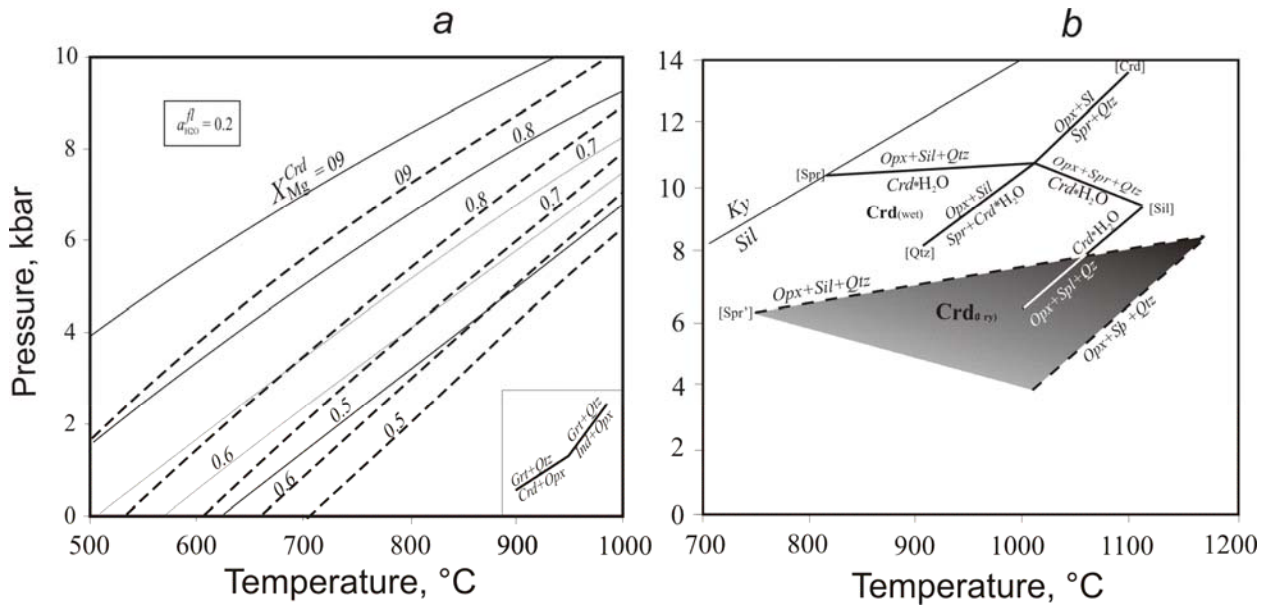 a
10
8
6
4
2
0
Pressure, kbar
a^fl_H2O = 0.2
X^Crd_Mg = 09
09
0.8
0.7
0.8
0.7
0.6
0.5
0.6
0.5
Grt+Qtz
Crd+Opx
Grt+Qtz
Ind+Opx
500
600
700
800
900
1000
Temperature, °C
b
14
12
10
8
6
4
2
0
[Crd]
Opx+Sl
Spr+Qtz
[Spr]
Opx+Sil+Qtz
Crd*H₂O
Opx+Spr+Qtz
Crd*H₂O
Ky
Sil
Crd(wet)
Opx+Sil
Spr+Crd*H₂O
[Qtz]
[Sil]
Crd*H₂O
Opx+Spl+Qz
Opx+Sil+Qtz
[Spr']
Crd(l ry)
Opx+Sp +Qtz
700
800
900
1000
1100
1200
Temperature, °C